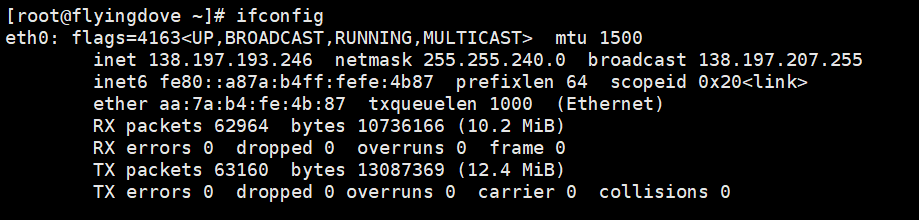 [root@flyingdove ~]# ifconfig
eth0: flags=4163<UP,BROADCAST,RUNNING,MULTICAST>  mtu 1500
        inet 138.197.193.246  netmask 255.255.240.0  broadcast 138.197.207.255
        inet6 fe80::a87a:b4ff:fefe:4b87  prefixlen 64  scopeid 0x20<link>
        ether aa:7a:b4:fe:4b:87  txqueuelen 1000  (Ethernet)
        RX packets 62964  bytes 10736166 (10.2 MiB)
        RX errors 0  dropped 0  overruns 0  frame 0
        TX packets 63160  bytes 13087369 (12.4 MiB)
        TX errors 0  dropped 0 overruns 0  carrier 0  collisions 0